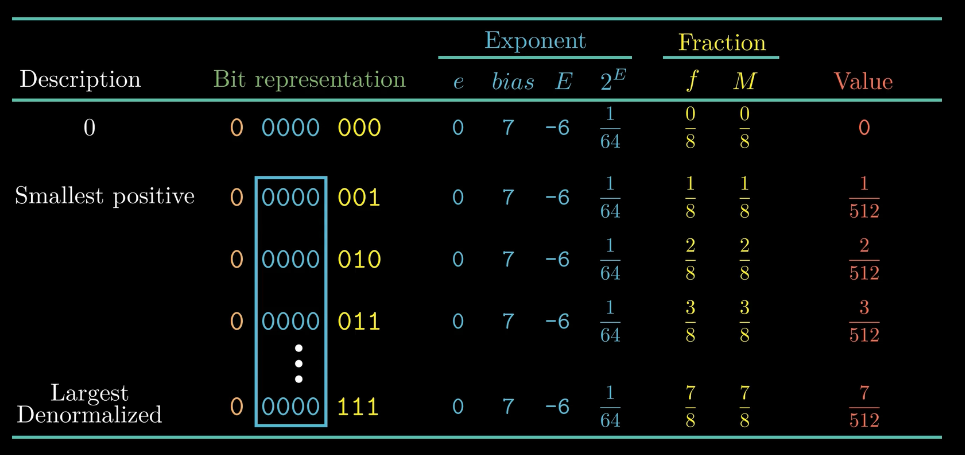 Exponent Fraction
Description Bit representation e bias E 2^E f M Value
0 0 0000 000 0 7 -6 1/64 0/8 0/8 0
Smallest positive 0 0000 001 0 7 -6 1/64 1/8 1/8 1/512
0 0000 010 0 7 -6 1/64 2/8 2/8 2/512
0 0000 011 0 7 -6 1/64 3/8 3/8 3/512
Largest
Denormalized 0 0000 111 0 7 -6 1/64 7/8 7/8 7/512